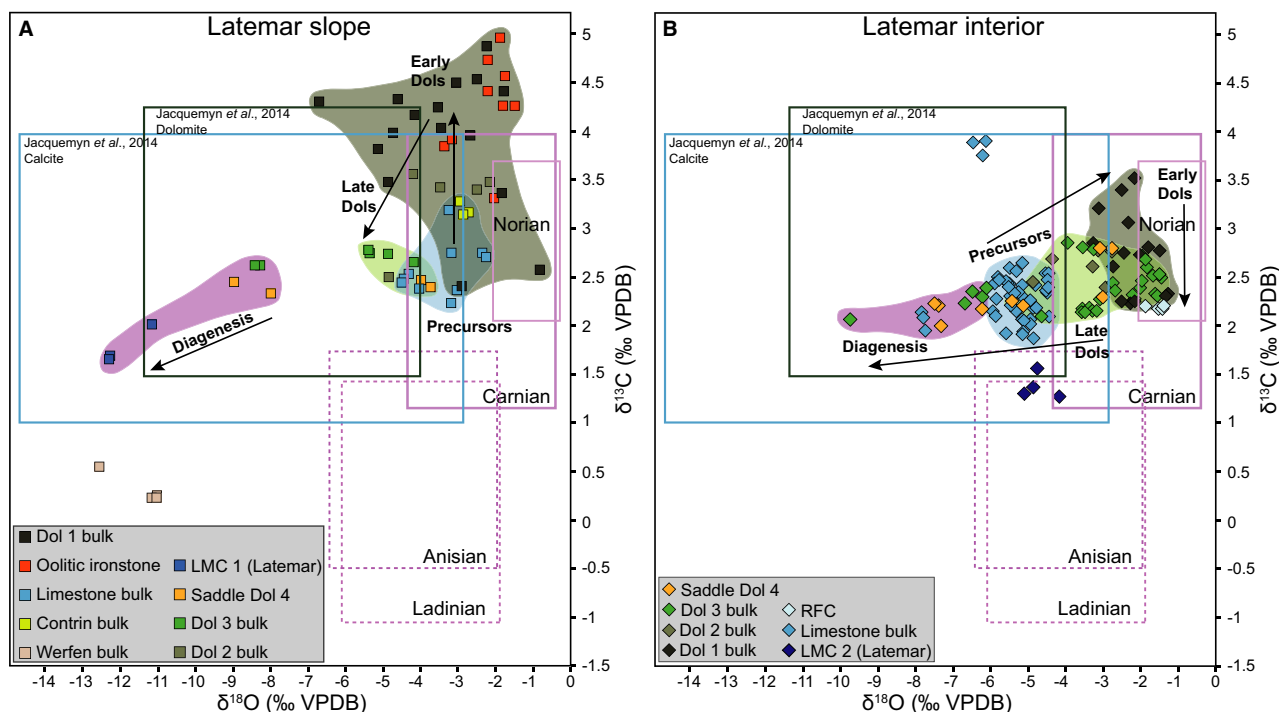 A
Latemar slope
Early
Dols
Jacquemyn et al., 2014
Dolomite
Jacquemyn et al., 2014
Calcite
Late
Dols
Norian
Precursors
Diagenesis
Carnian
Anisian
Ladinian
Dol 1 bulk
Oolitic ironstone
Limestone bulk
Contrin bulk
Werfen bulk
LMC 1 (Latemar)
Saddle Dol 4
Dol 3 bulk
Dol 2 bulk
5
4.5
4
3.5
3
2.5
2
1.5
1
0.5
0
-0.5
-1
-1.5
δ¹³C (‰ VPDB)
-14 -13 -12 -11 -10 -9 -8 -7 -6 -5 -4 -3 -2 -1 0
δ¹⁸O (‰ VPDB)
B
Latemar interior
Jacquemyn et al., 2014
Dolomite
Jacquemyn et al., 2014
Calcite
Early
Dols
Norian
Precursors
Late
Dols
Diagenesis
Carnian
Anisian
Ladinian
Saddle Dol 4
Dol 3 bulk
Dol 2 bulk
Dol 1 bulk
RFC
Limestone bulk
LMC 2 (Latemar)
5
4.5
4
3.5
3
2.5
2
1.5
1
0.5
0
-0.5
-1
-1.5
δ¹³C (‰ VPDB)
-14 -13 -12 -11 -10 -9 -8 -7 -6 -5 -4 -3 -2 -1 0
δ¹⁸O (‰ VPDB)